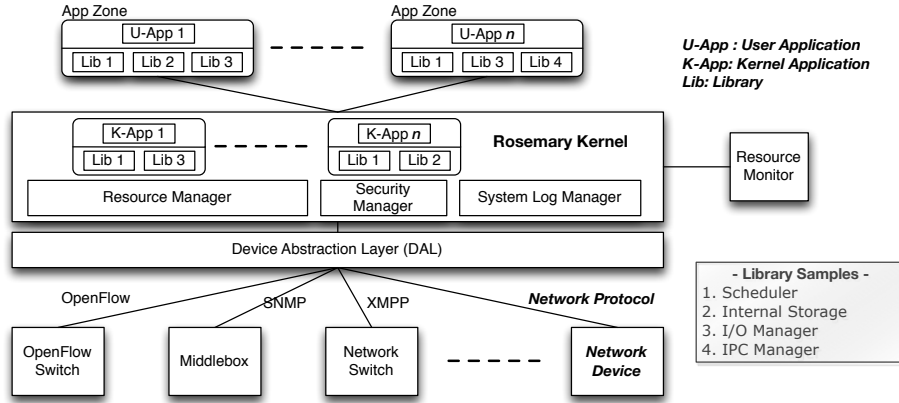 App Zone
App Zone
U-App 1
U-App n
Lib 1 Lib 2 Lib 3
Lib 1 Lib 3 Lib 4
U-App : User Application
K-App: Kernel Application
Lib: Library
K-App 1
K-App n
Rosemary Kernel
Lib 1 Lib 3
Lib 1 Lib 2
Resource Monitor
Resource Manager
Security Manager
System Log Manager
Device Abstraction Layer (DAL)
OpenFlow
SNMP
XMPP
Network Protocol
OpenFlow Switch
Middlebox
Network Switch
Network Device
- Library Samples -
1. Scheduler
2. Internal Storage
3. I/O Manager
4. IPC Manager